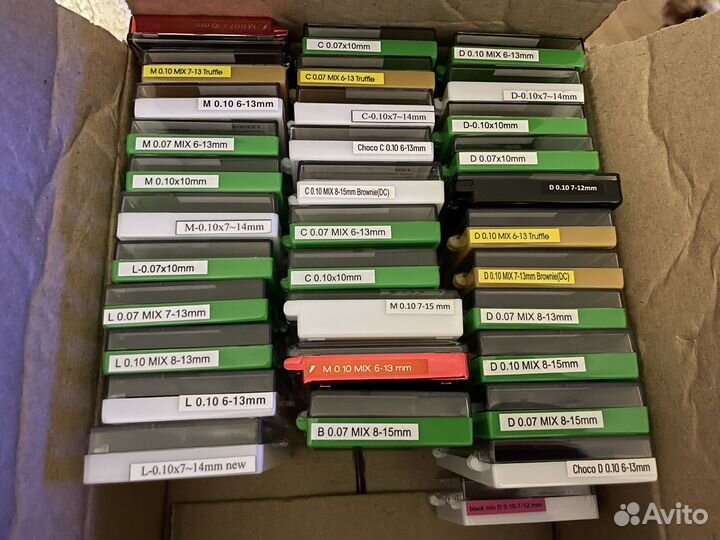 M 0.07 × 10 mm
M 0.10 MIX 7-13 Truffle
M 0.10 6-13mm
M 0.07 MIX 6-13mm
M 0.10x10mm
M-0.10x7~14mm
L-0.07x10mm
L 0.07 MIX 7-13mm
L 0.10 MIX 8-13mm
L 0.10 6-13mm
L-0.10x7~14mm new
C 0.07x10mm
C 0.07 MIX 6-13 Truffle
C-0.10x7~14mm
Choco C 0.10 6-13mm
C 0.10 MIX 8-15mm Brownie(DC)
C 0.07 MIX 6-13mm
C 0.10x10mm
M 0.10 7-15 mm
M 0.10 MIX 6-13 mm
B 0.07 MIX 8-15mm
D 0.10 MIX 6-13mm
D-0.10x7~14mm
D-0.10x10mm
D 0.07x10mm
D 0.10 7-12mm
D 0.10 MIX 6-13 Truffle
D 0.10 MIX 7-13mm Brownie(DC)
D 0.07 MIX 8-13mm
D 0.10 MIX 8-15mm
D 0.07 MIX 8-15mm
Choco D 0.10 6-13mm
black mix D 0.10 7-12 mm
Avito